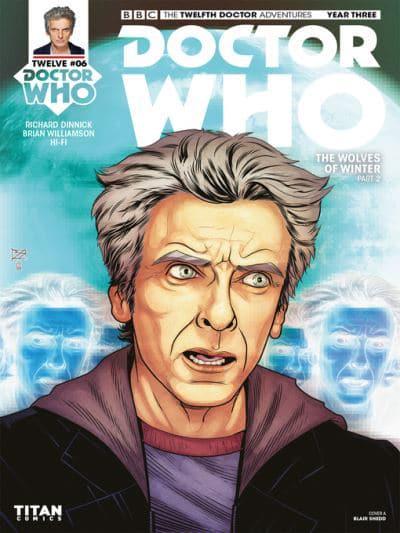 BBC THE TWELFTH DOCTOR ADVENTURES YEAR THREE
TWELVE #06
DOCTOR
WHO
DOCTOR
WHO
RICHARD DINNICK
BRIAN WILLIAMSON
HI-FI
THE WOLVES
OF WINTER
PART 2
TITAN
COMICS
COVER A
BLAIR SHEDD